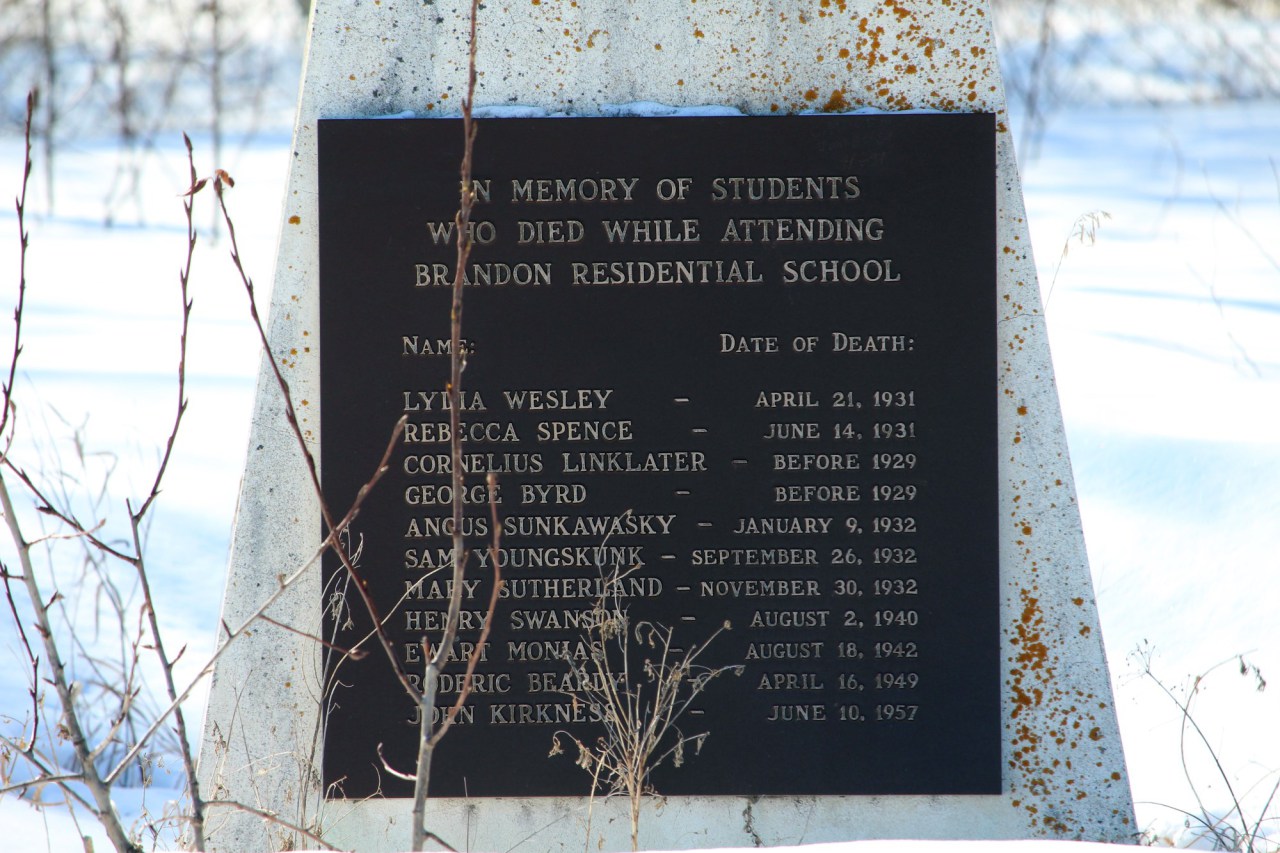 IN MEMORY OF STUDENTS
WHO DIED WHILE ATTENDING
BRANDON RESIDENTIAL SCHOOL
NAME: DATE OF DEATH:
LYDIA WESLEY – APRIL 21, 1931
REBECCA SPENCE – JUNE 14, 1931
CORNELIUS LINKLATER – BEFORE 1929
GEORGE BYRD – BEFORE 1929
ANGUS SUNKAWASKY – JANUARY 9, 1932
SAM YOUNGSKUNK – SEPTEMBER 26, 1932
MARY SUTHERLAND – NOVEMBER 30, 1932
HENRY SWANSON – AUGUST 2, 1940
EWART MONIAS – AUGUST 18, 1942
RODERIC BEARDY – APRIL 16, 1949
JOHN KIRKNESS – JUNE 10, 1957